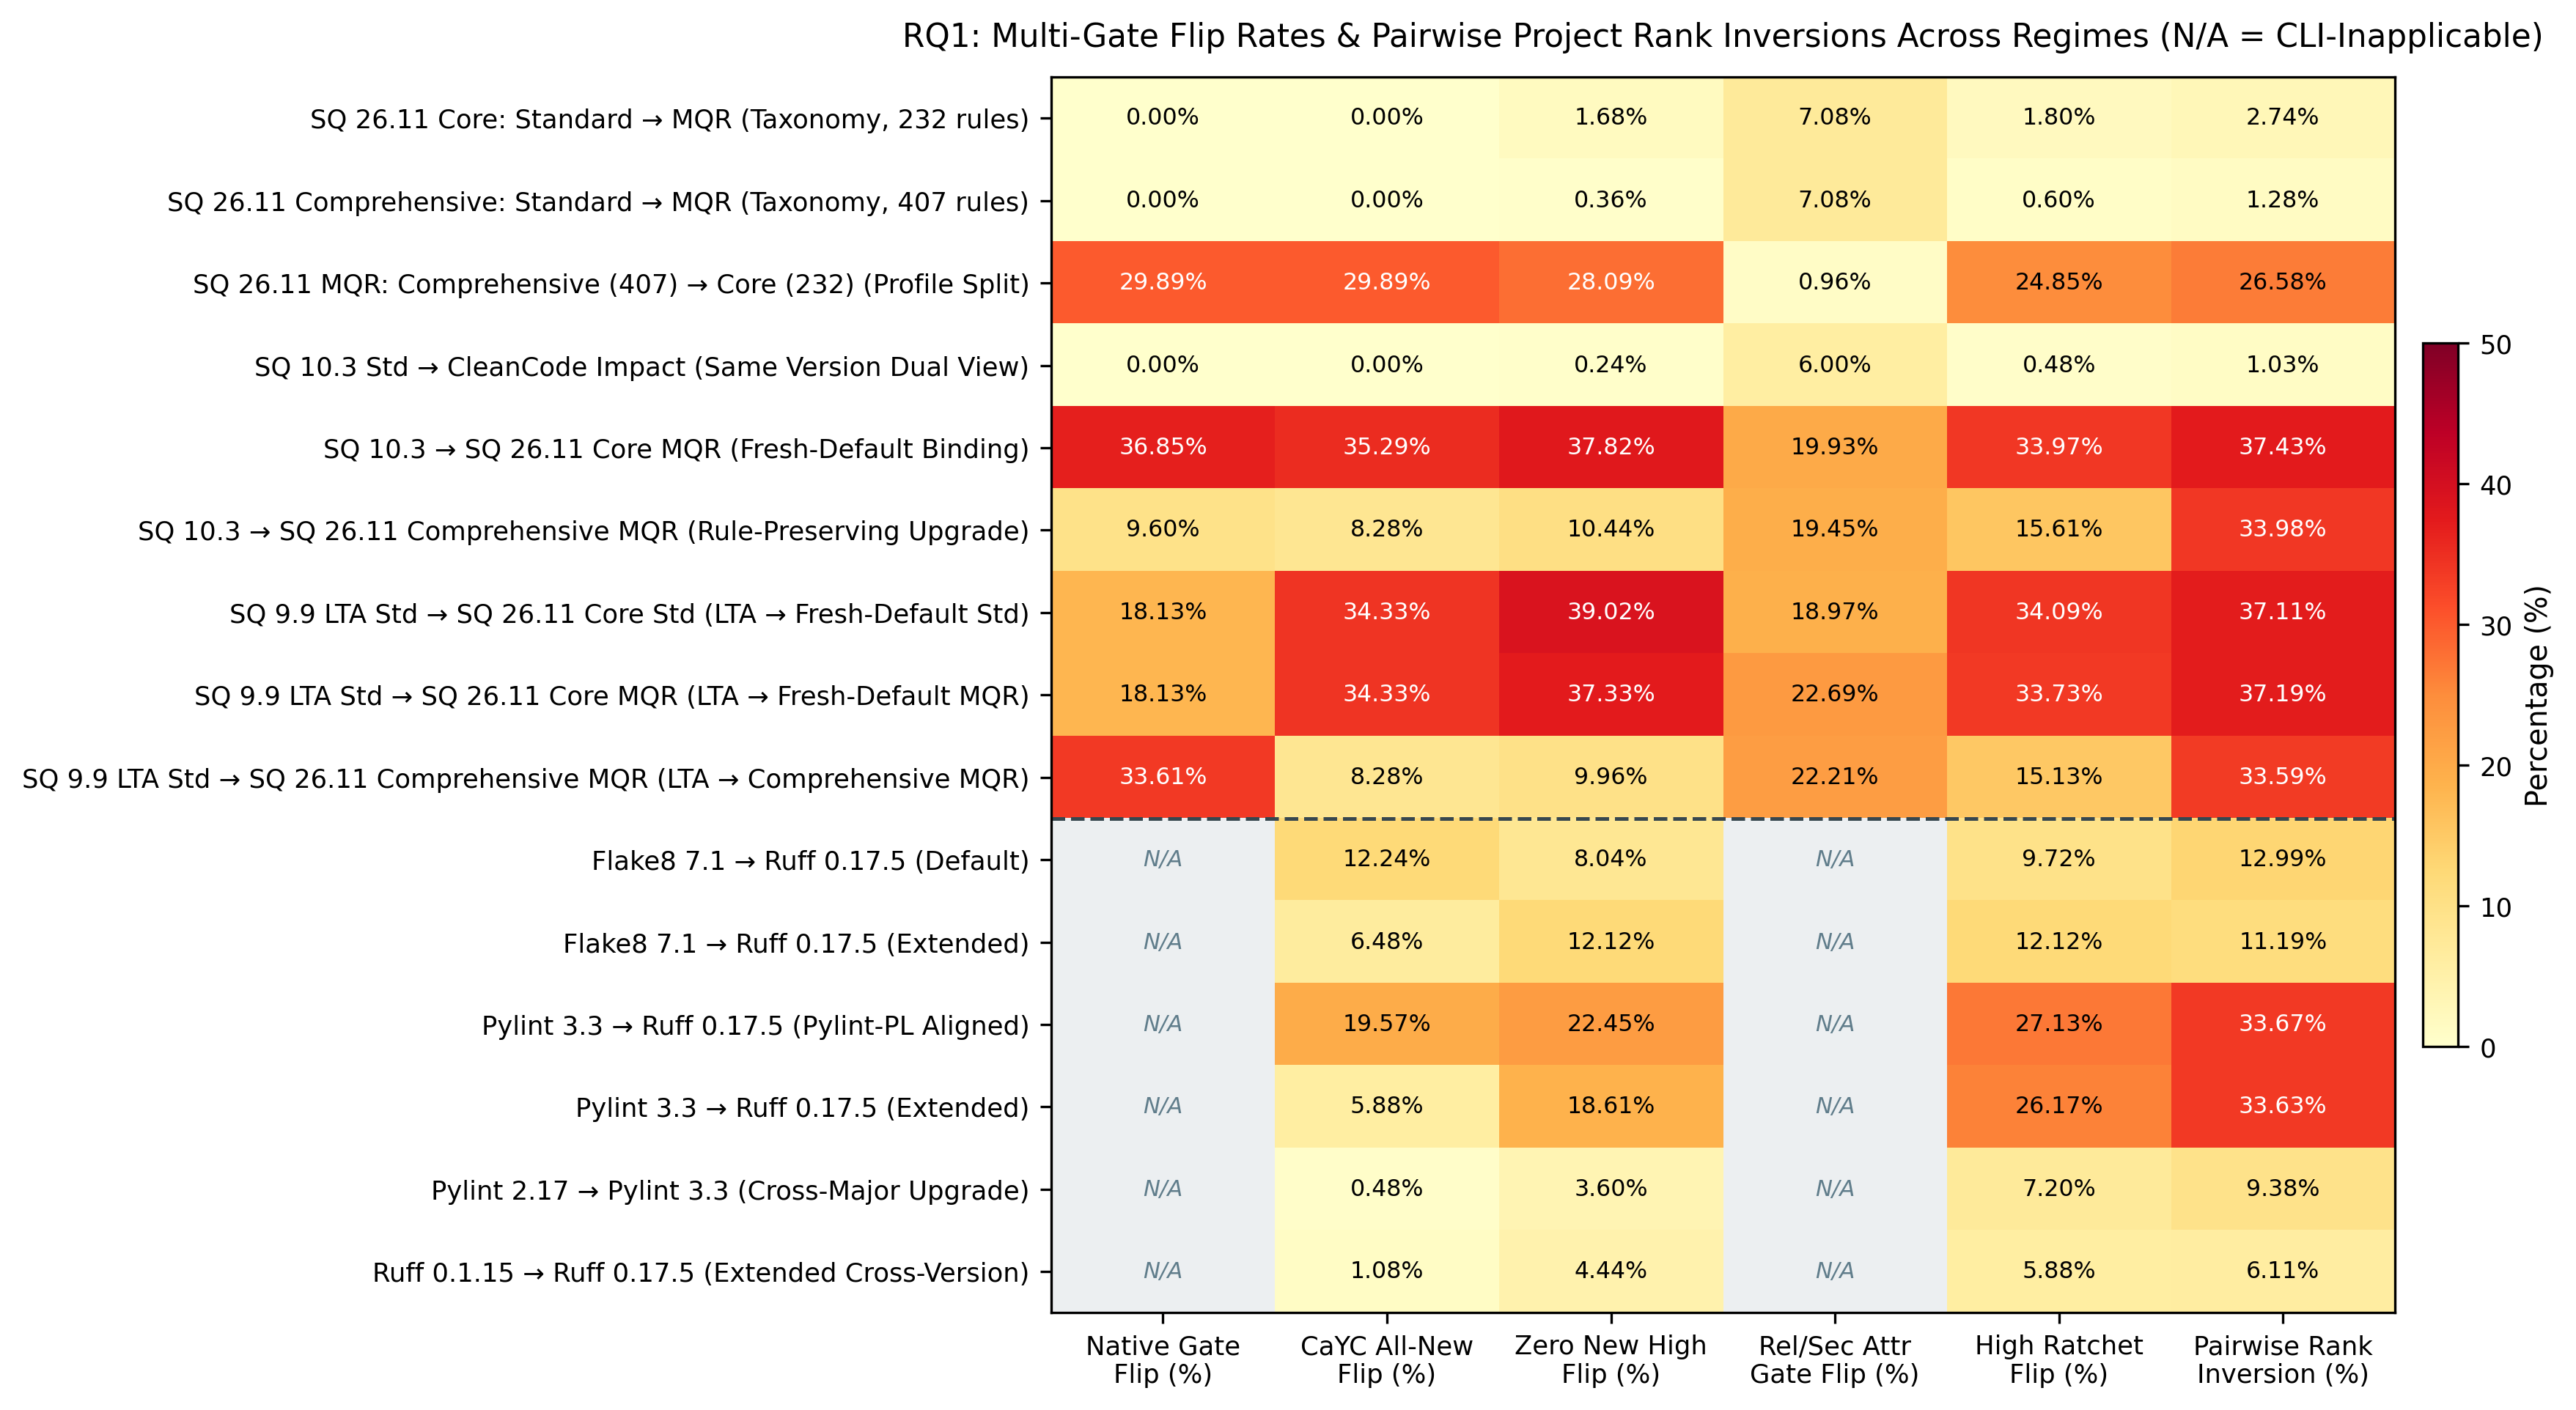 RQ1: Multi-Gate Flip Rates & Pairwise Project Rank Inversions Across Regimes (N/A = CLI-Inapplicable)
SQ 26.11 Core: Standard → MQR (Taxonomy, 232 rules) 0.00% 0.00% 1.68% 7.08% 1.80% 2.74%
SQ 26.11 Comprehensive: Standard → MQR (Taxonomy, 407 rules) 0.00% 0.00% 0.36% 7.08% 0.60% 1.28%
SQ 26.11 MQR: Comprehensive (407) → Core (232) (Profile Split) 29.89% 29.89% 28.09% 0.96% 24.85% 26.58%
SQ 10.3 Std → CleanCode Impact (Same Version Dual View) 0.00% 0.00% 0.24% 6.00% 0.48% 1.03%
SQ 10.3 → SQ 26.11 Core MQR (Fresh-Default Binding) 36.85% 35.29% 37.82% 19.93% 33.97% 37.43%
SQ 10.3 → SQ 26.11 Comprehensive MQR (Rule-Preserving Upgrade) 9.60% 8.28% 10.44% 19.45% 15.61% 33.98%
SQ 9.9 LTA Std → SQ 26.11 Core Std (LTA → Fresh-Default Std) 18.13% 34.33% 39.02% 18.97% 34.09% 37.11%
SQ 9.9 LTA Std → SQ 26.11 Core MQR (LTA → Fresh-Default MQR) 18.13% 34.33% 37.33% 22.69% 33.73% 37.19%
SQ 9.9 LTA Std → SQ 26.11 Comprehensive MQR (LTA → Comprehensive MQR) 33.61% 8.28% 9.96% 22.21% 15.13% 33.59%
Flake8 7.1 → Ruff 0.17.5 (Default) N/A 12.24% 8.04% N/A 9.72% 12.99%
Flake8 7.1 → Ruff 0.17.5 (Extended) N/A 6.48% 12.12% N/A 12.12% 11.19%
Pylint 3.3 → Ruff 0.17.5 (Pylint-PL Aligned) N/A 19.57% 22.45% N/A 27.13% 33.67%
Pylint 3.3 → Ruff 0.17.5 (Extended) N/A 5.88% 18.61% N/A 26.17% 33.63%
Pylint 2.17 → Pylint 3.3 (Cross-Major Upgrade) N/A 0.48% 3.60% N/A 7.20% 9.38%
Ruff 0.1.15 → Ruff 0.17.5 (Extended Cross-Version) N/A 1.08% 4.44% N/A 5.88% 6.11%
Native Gate CaYC All-New Zero New High Rel/Sec Attr High Ratchet Pairwise Rank
Flip (%) Flip (%) Flip (%) Gate Flip (%) Flip (%) Inversion (%)
50
40
30
20
10
0
Percentage (%)